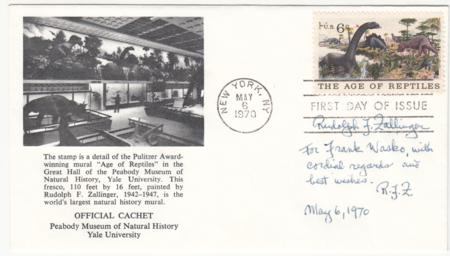 U.S. 6c
THE AGE OF REPTILES
NEW YORK, NY
MAY
6
1970
FIRST DAY OF ISSUE
Rudolph F. Zallinger
For Frank Wasko, with
cordial regards and
best wishes.
R.F.Z
May 6, 1970
The stamp is a detail of the Pulitzer Award-
winning mural "Age of Reptiles" in the
Great Hall of the Peabody Museum of
Natural History, Yale University. This
fresco, 110 feet by 16 feet, painted by
Rudolph F. Zallinger, 1942-1947, is the
world's largest natural history mural.
OFFICIAL CACHET
Peabody Museum of Natural History
Yale University